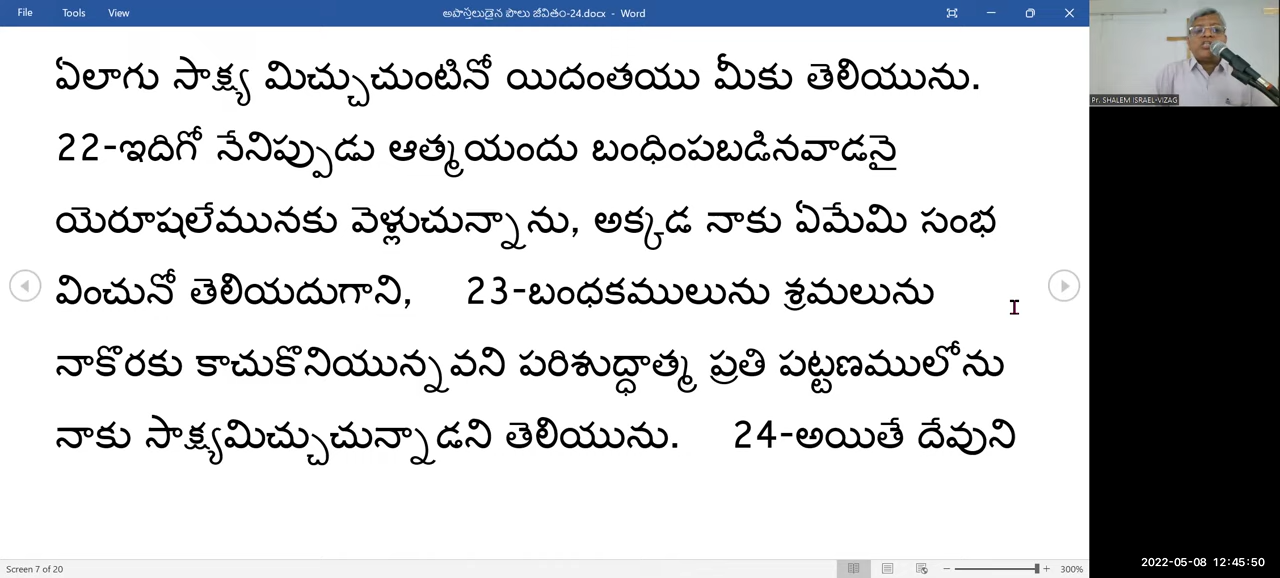 File Tools View అపొస్తలుడైన పౌలు జీవితం-24.docx - Word
ఏలాగు సాక్ష్య మిచ్చుచుంటినో యిదంతయు మీకు తెలియును.
22-ఇదిగో నేనిప్పుడు ఆత్మయందు బంధింపబడినవాడనై
యెరూషలేమునకు వెళ్లుచున్నాను, అక్కడ నాకు ఏమేమి సంభ
వించునో తెలియదుగాని, 23-బంధకములును శ్రమలును
నాకొరకు కాచుకొనియున్నవని పరిశుద్ధాత్మ ప్రతి పట్టణములోను
నాకు సాక్ష్యమిచ్చుచున్నాడని తెలియును. 24-అయితే దేవుని
Pr. SHALEM ISRAEL-VIZAG
Screen 7 of 20
300%
2022-05-08 12:45:50